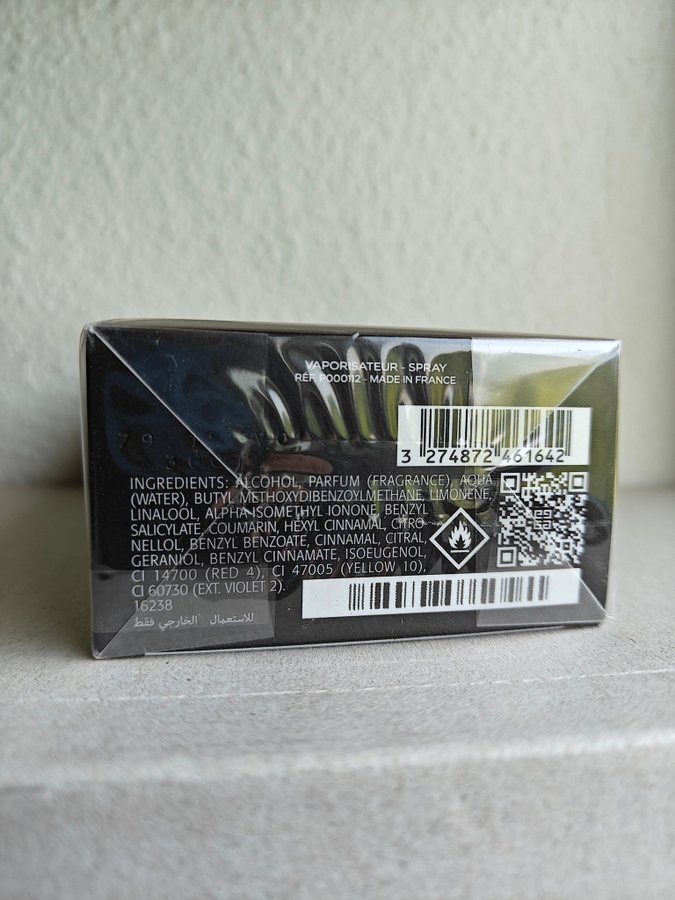 VAPORISATEUR - SPRAY
RÉF P000112 - MADE IN FRANCE
3 274872 461642
INGREDIENTS: ALCOHOL, PARFUM (FRAGRANCE), AQUA
(WATER), BUTYL METHOXYDIBENZOYLMETHANE, LIMONENE,
LINALOOL, ALPHA-ISOMETHYL IONONE, BENZYL
SALICYLATE, COUMARIN, HEXYL CINNAMAL, CITRO
NELLOL, BENZYL BENZOATE, CINNAMAL, CITRAL,
GERANIOL, BENZYL CINNAMATE, ISOEUGENOL,
CI 14700 (RED 4), CI 47005 (YELLOW 10),
CI 60730 (EXT. VIOLET 2).
16238
للاستعمال الخارجي فقط